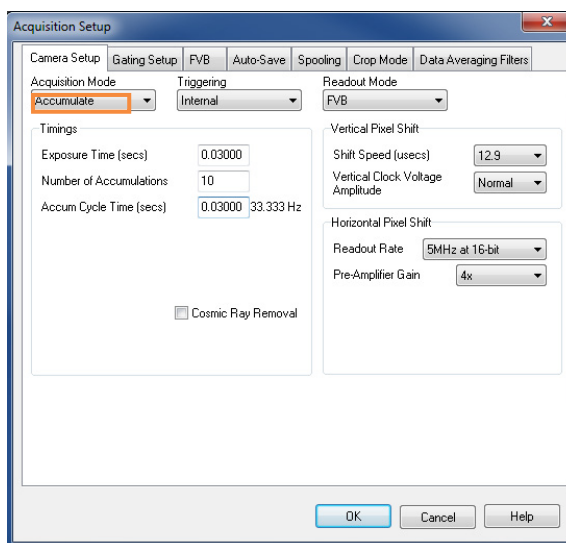 Acquisition Setup
Camera Setup Gating Setup FVB Auto-Save Spooling Crop Mode Data Averaging Filters
Acquisition Mode Triggering Readout Mode
Accumulate Internal FVB
Timings
Exposure Time (secs) 0.03000
Number of Accumulations 10
Accum Cycle Time (secs) 0.03000 33.333 Hz
Cosmic Ray Removal
Vertical Pixel Shift
Shift Speed (usecs) 12.9
Vertical Clock Voltage
Amplitude Normal
Horizontal Pixel Shift
Readout Rate 5MHz at 16-bit
Pre-Amplifier Gain 4x
OK Cancel Help